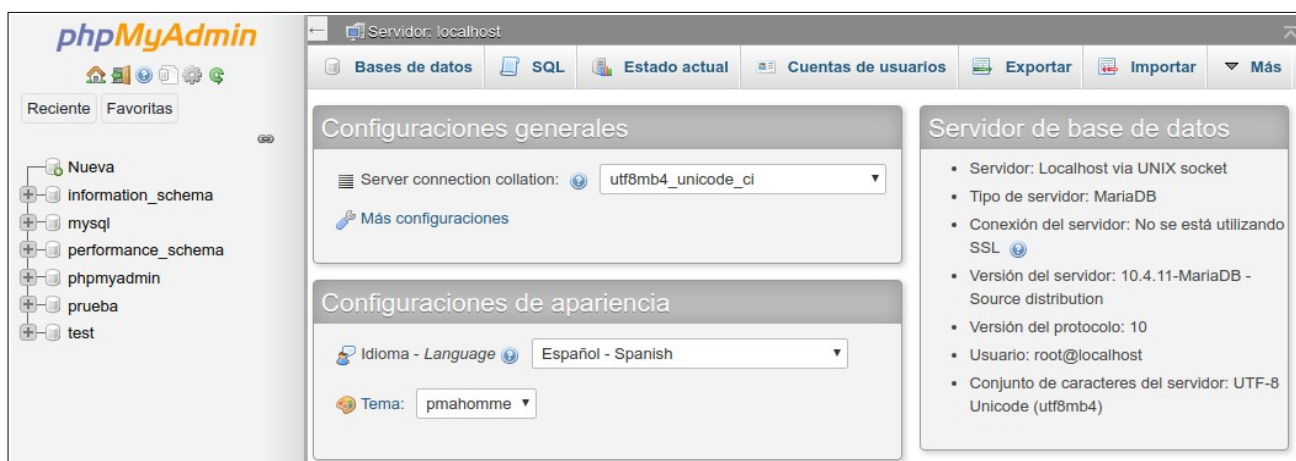 phpMyAdmin
Reciente Favoritas
Nueva
information_schema
mysql
performance_schema
phpmyadmin
prueba
test
Servidor: localhost
Bases de datos SQL Estado actual Cuentas de usuarios Exportar Importar Más
Configuraciones generales
Server connection collation: utf8mb4_unicode_ci
Más configuraciones
Configuraciones de apariencia
Idioma - Language Español - Spanish
Tema: pmahomme
Servidor de base de datos
• Servidor: Localhost via UNIX socket
• Tipo de servidor: MariaDB
• Conexión del servidor: No se está utilizando
SSL
• Versión del servidor: 10.4.11-MariaDB -
Source distribution
• Versión del protocolo: 10
• Usuario: root@localhost
• Conjunto de caracteres del servidor: UTF-8
Unicode (utf8mb4)